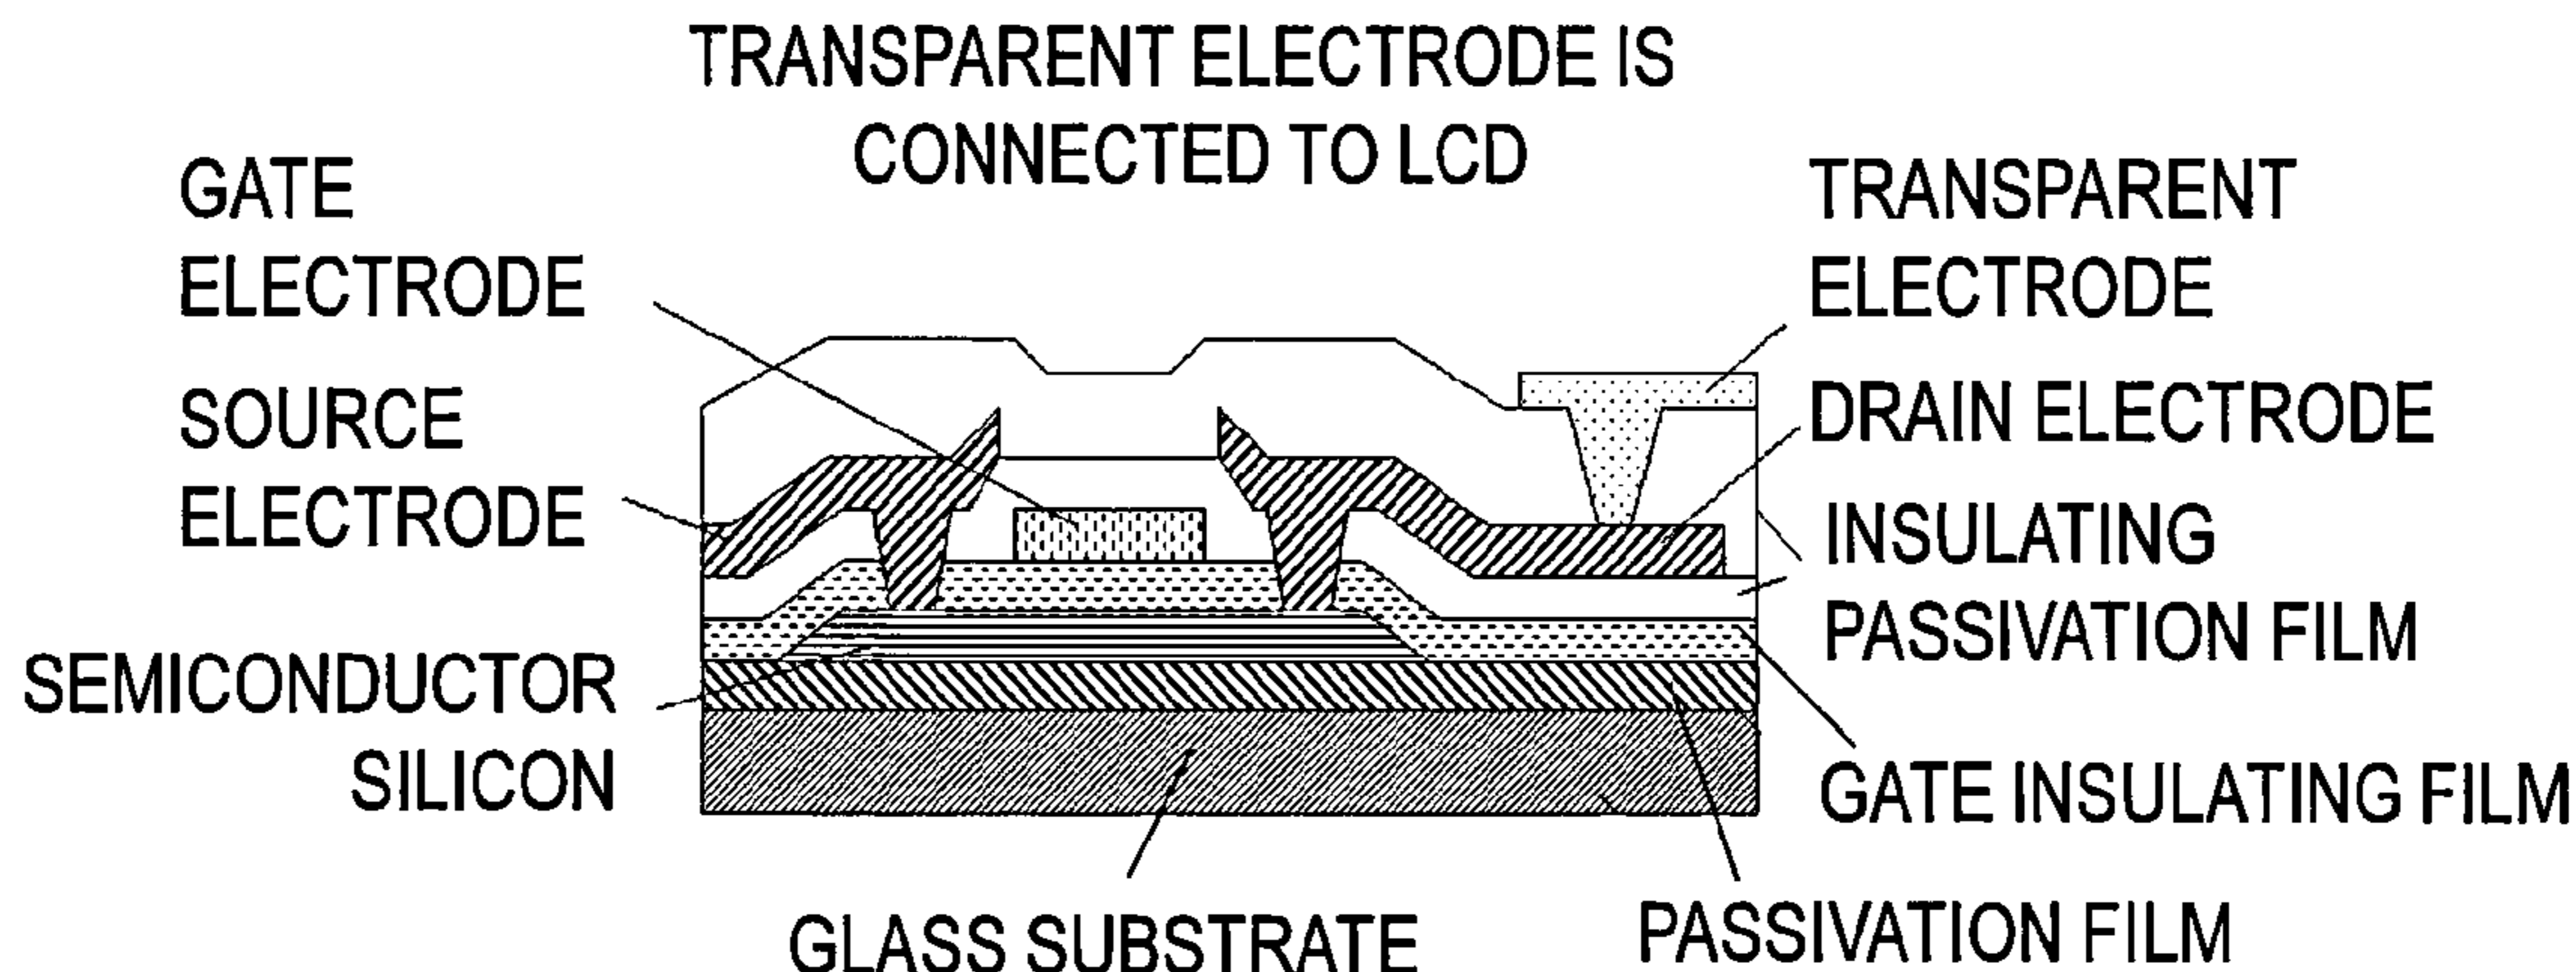 TRANSPARENT ELECTRODE IS
CONNECTED TO LCD
GATE
ELECTRODE
SOURCE
ELECTRODE
SEMICONDUCTOR
SILICON
TRANSPARENT
ELECTRODE
DRAIN ELECTRODE
INSULATING
PASSIVATION FILM
GATE INSULATING FILM
PASSIVATION FILM
GLASS SUBSTRATE